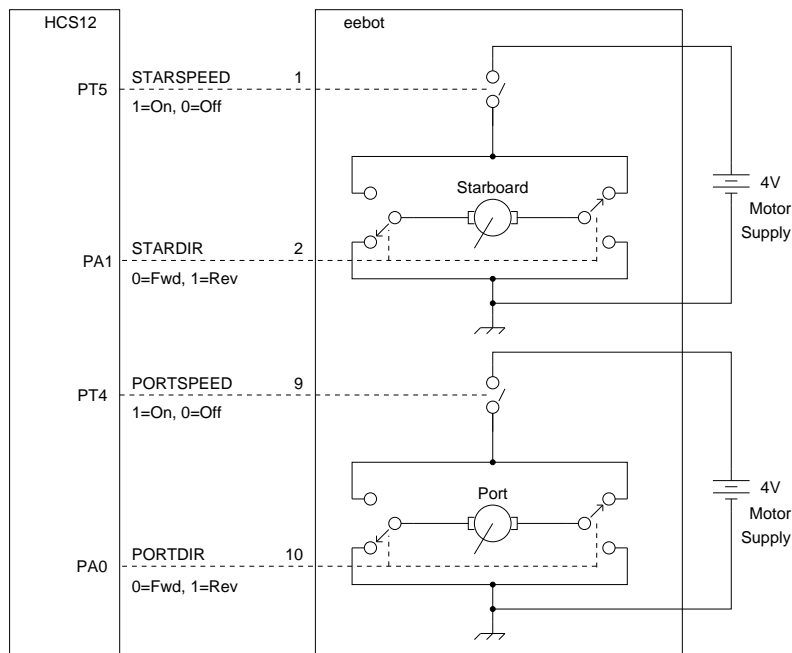 HCS12
eebot
PT5
STARSPEED
1
1=On, 0=Off
Starboard
4V
Motor
Supply
PA1
STARDIR
2
0=Fwd, 1=Rev
PT4
PORTSPEED
9
1=On, 0=Off
Port
4V
Motor
Supply
PA0
PORTDIR
10
0=Fwd, 1=Rev